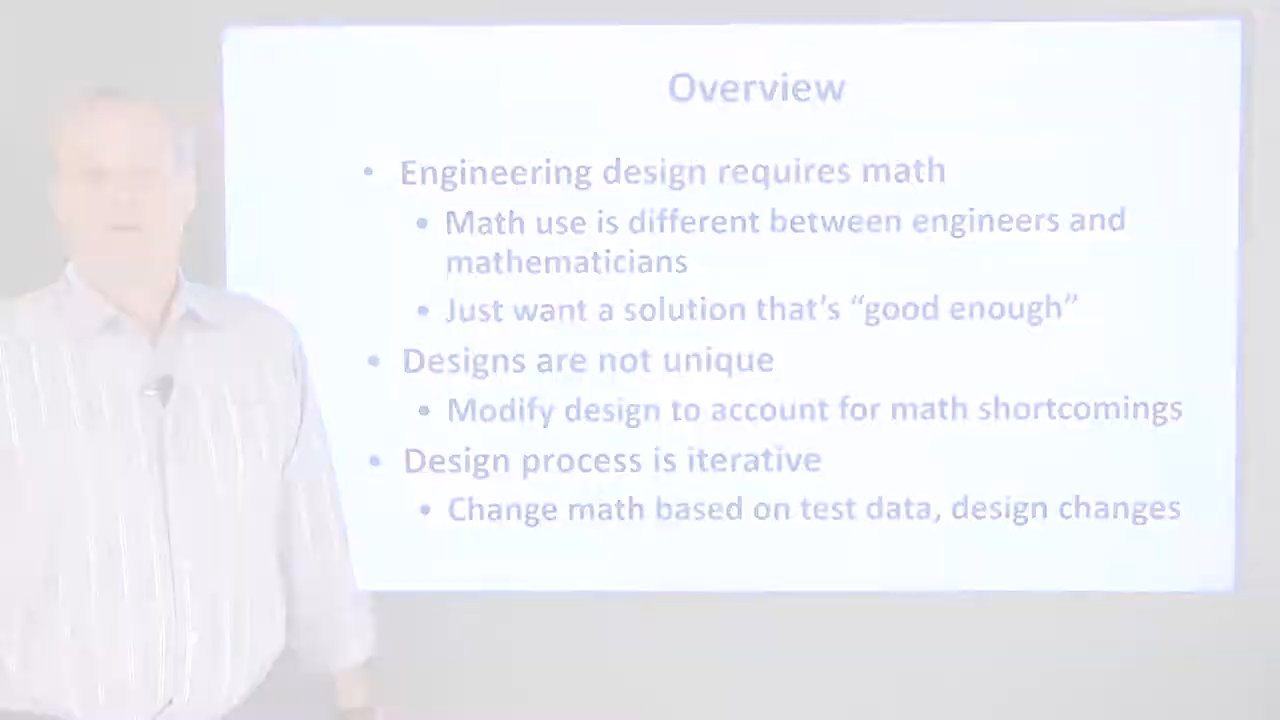 Overview
• Engineering design requires math
• Math use is different between engineers and
mathematicians
• Just want a solution that's “good enough”
• Designs are not unique
• Modify design to account for math shortcomings
• Design process is iterative
• Change math based on test data, design changes